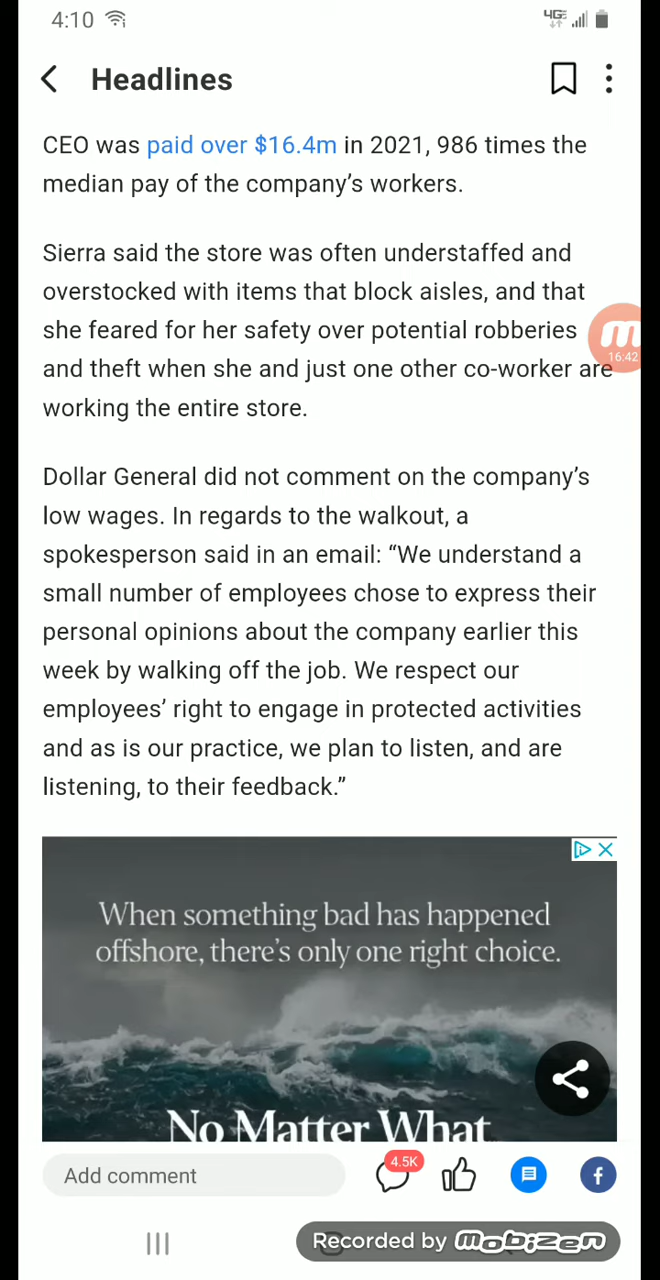 4:10
4GE
Headlines
CEO was paid over $16.4m in 2021, 986 times the
median pay of the company’s workers.
Sierra said the store was often understaffed and
overstocked with items that block aisles, and that
she feared for her safety over potential robberies
and theft when she and just one other co-worker are
working the entire store.
m
16:42
Dollar General did not comment on the company’s
low wages. In regards to the walkout, a
spokesperson said in an email: “We understand a
small number of employees chose to express their
personal opinions about the company earlier this
week by walking off the job. We respect our
employees’ right to engage in protected activities
and as is our practice, we plan to listen, and are
listening, to their feedback.”
When something bad has happened
offshore, there’s only one right choice.
No Matter What
Add comment
4.5K
f
Recorded by mobizen